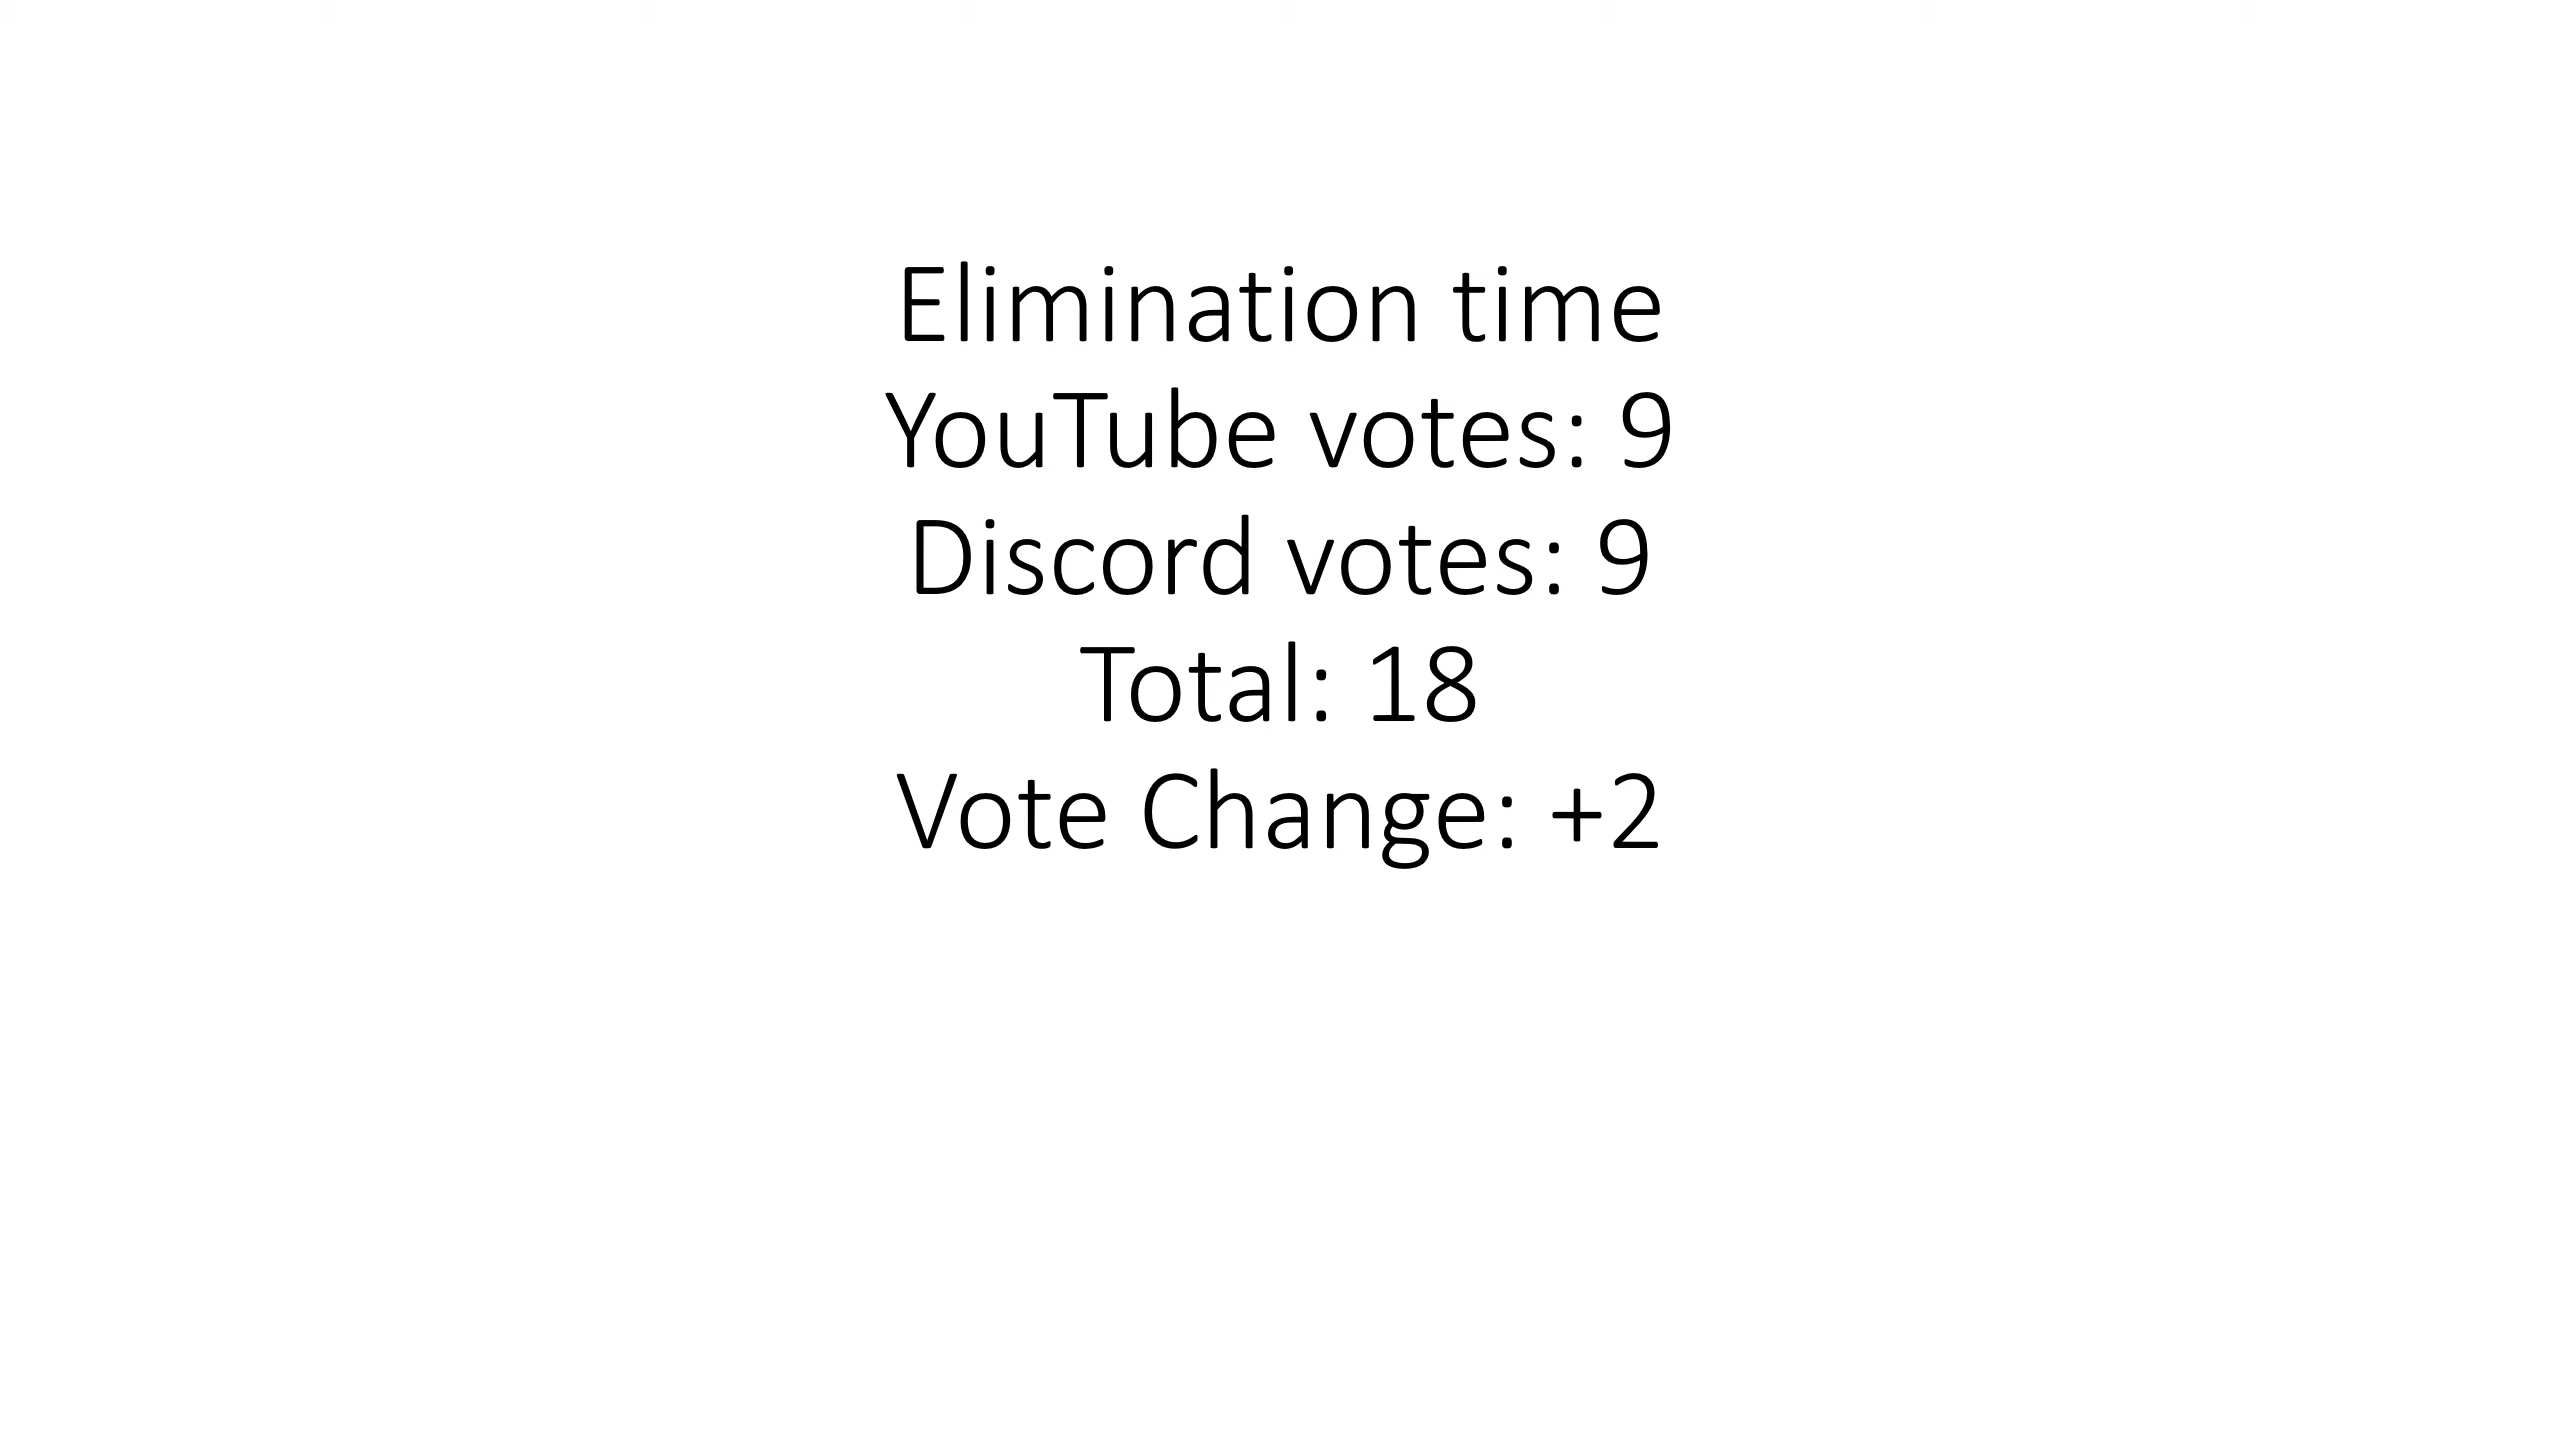 Elimination time
YouTube votes: 9
Discord votes: 9
Total: 18
Vote Change: +2